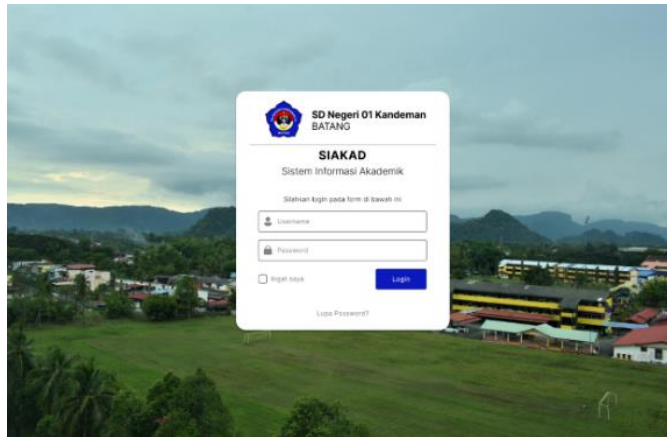 SD Negeri 01 Kandeman
BATANG
SIAKAD
Sistem Informasi Akademik
Silahkan login pada form di bawah ini
Username
Password
Ingat saya
Login
Lupa Password?